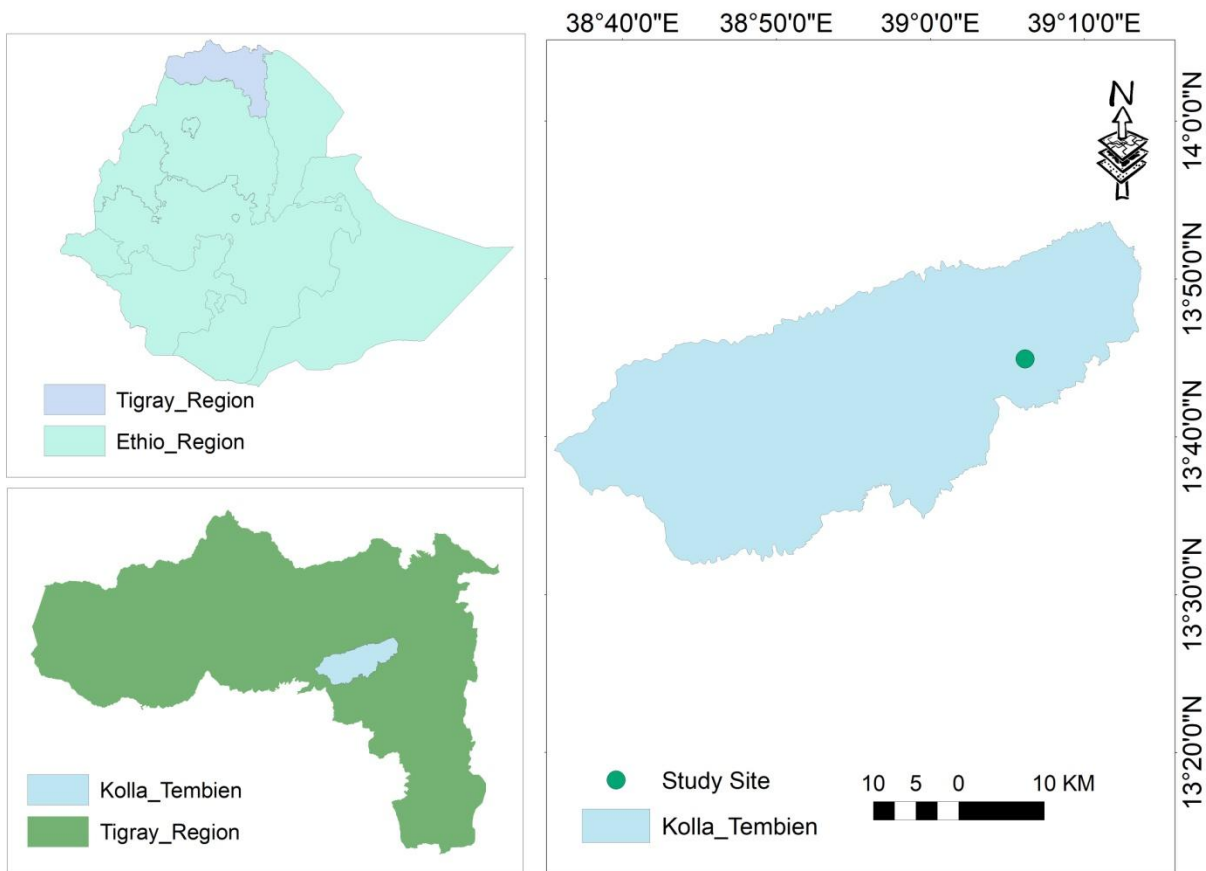 Tigray_Region
Ethio_Region
Kolla_Tembien
Tigray_Region
38°40'0"E 38°50'0"E 39°0'0"E 39°10'0"E
N
14°0'0"N
13°50'0"N
13°40'0"N
13°30'0"N
13°20'0"N
Study Site
Kolla_Tembien
10 5 0 10 KM